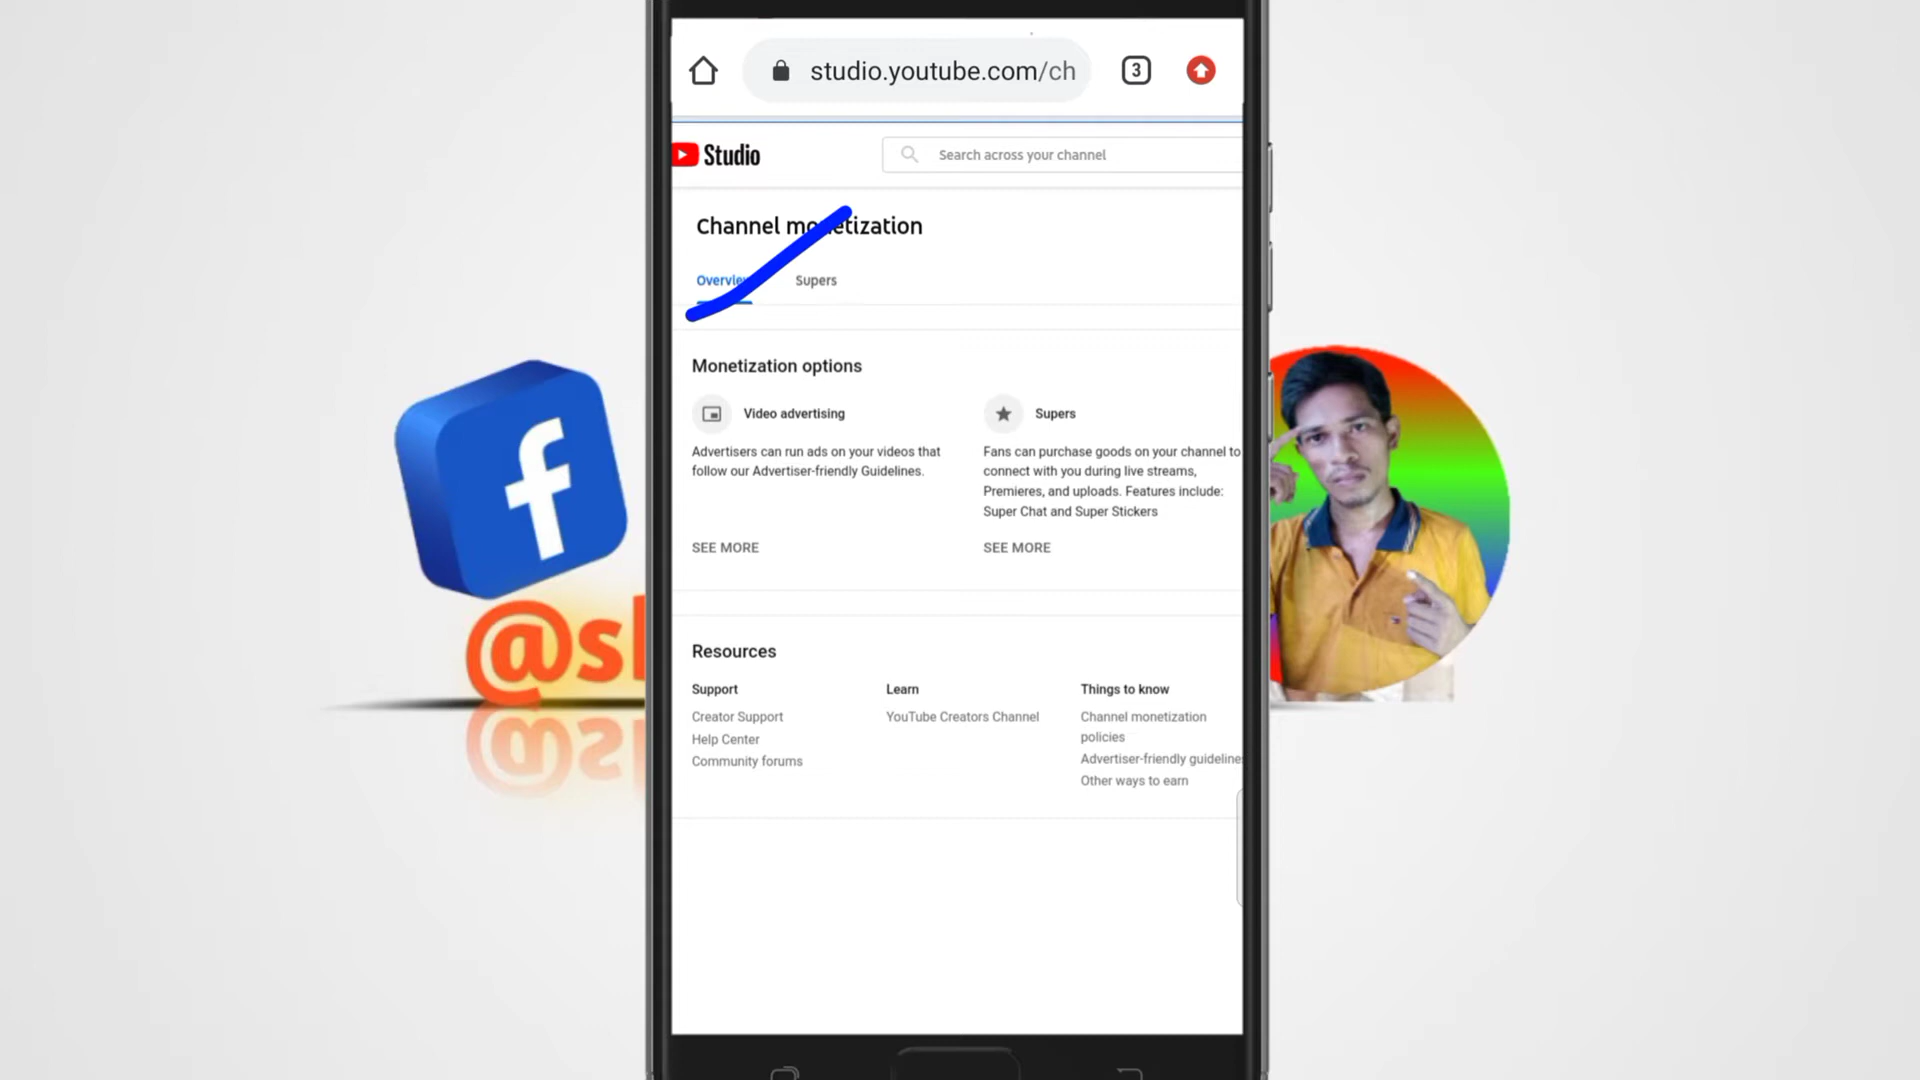 studio.youtube.com/ch
3
Studio
Search across your channel
Channel monetization
Overview
Supers
Monetization options
Video advertising
Supers
Advertisers can run ads on your videos that
follow our Advertiser-friendly Guidelines.
Fans can purchase goods on your channel to
connect with you during live streams,
Premieres, and uploads. Features include:
Super Chat and Super Stickers
SEE MORE
SEE MORE
Resources
Support
Learn
Things to know
Creator Support
Help Center
Community forums
YouTube Creators Channel
Channel monetization
policies
Advertiser-friendly guideline
Other ways to earn
f